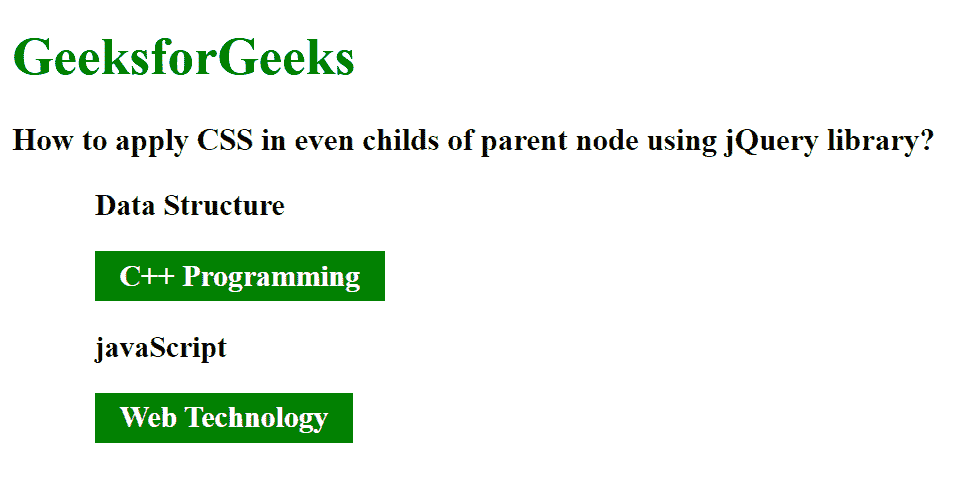 GeeksforGeeks
How to apply CSS in even childs of parent node using jQuery library?
Data Structure
C++ Programming
javaScript
Web Technology